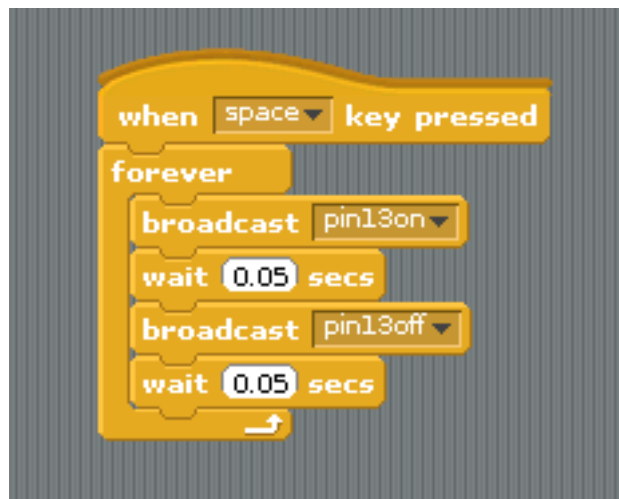 when space key pressed
forever
broadcast pin13on
wait 0.05 secs
broadcast pin13off
wait 0.05 secs